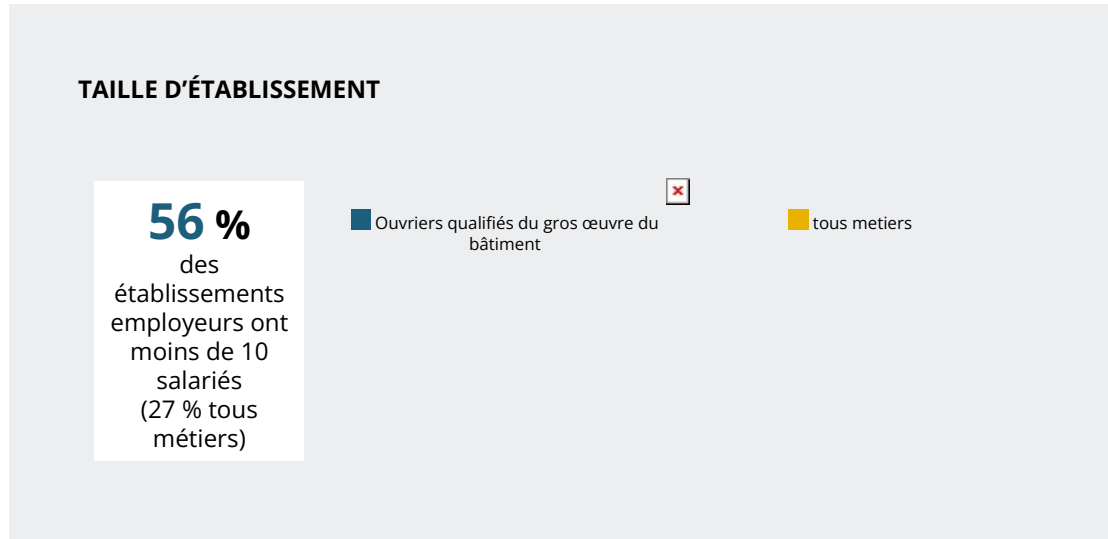 TAILLE D'ÉTABLISSEMENT
56 %
des
établissements
employeurs ont
moins de 10
salariés
(27 % tous
métiers)
Ouvriers qualifiés du gros œuvre du
bâtiment
tous metiers